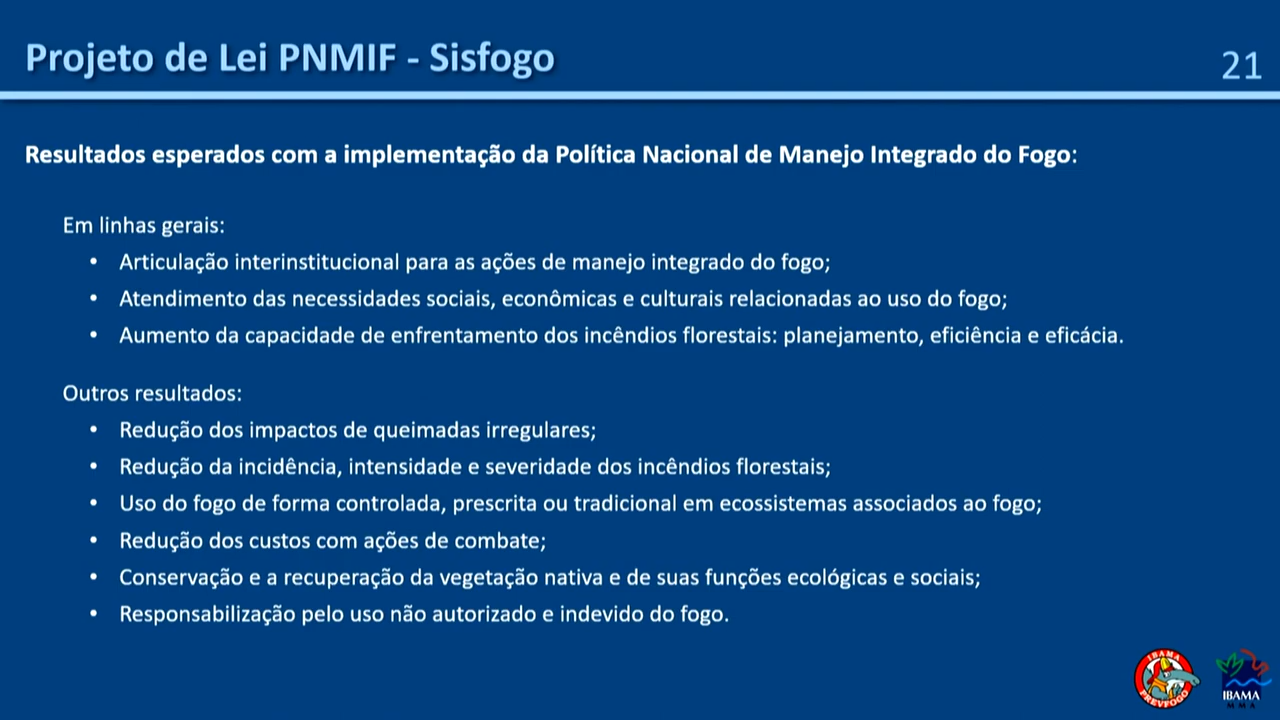 Projeto de Lei PNMIF - Sisfogo
21
Resultados esperados com a implementação da Política Nacional de Manejo Integrado do Fogo:
Em linhas gerais:
• Articulação interinstitucional para as ações de manejo integrado do fogo;
• Atendimento das necessidades sociais, econômicas e culturais relacionadas ao uso do fogo;
• Aumento da capacidade de enfrentamento dos incêndios florestais: planejamento, eficiência e eficácia.
Outros resultados:
• Redução dos impactos de queimadas irregulares;
• Redução da incidência, intensidade e severidade dos incêndios florestais;
• Uso do fogo de forma controlada, prescrita ou tradicional em ecossistemas associados ao fogo;
• Redução dos custos com ações de combate;
• Conservação e a recuperação da vegetação nativa e de suas funções ecológicas e sociais;
• Responsabilização pelo uso não autorizado e indevido do fogo.
IBAMA
PREVFOGO
IBAMA
MMA